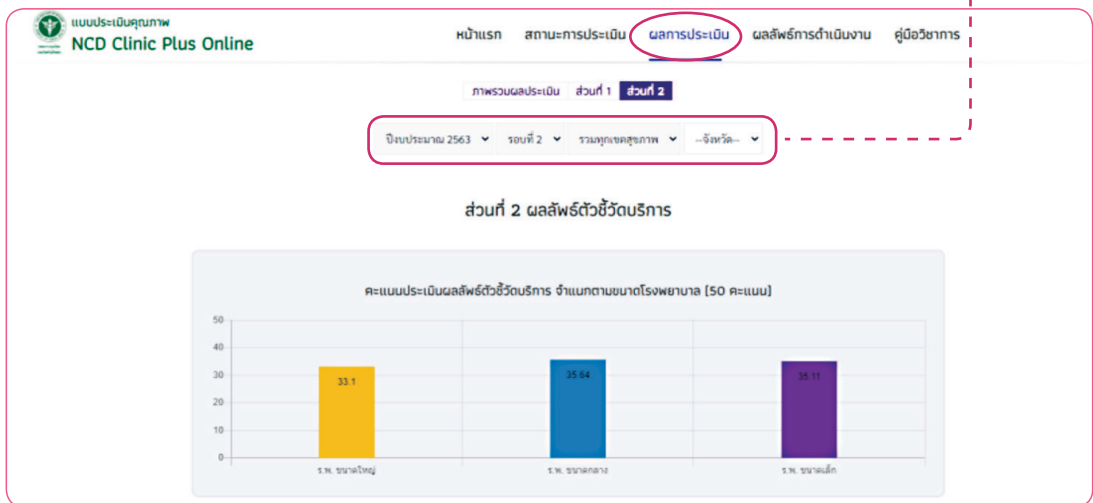 แบบประเมินคุณภาพ
NCD Clinic Plus Online
หน้าแรก สถานะการประเมิน ผลการประเมิน ผลลัพธ์การดำเนินงาน คู่มือวิชาการ
ภาพรวมผลประเมิน ส่วนที่ 1 ส่วนที่ 2
ปีงบประมาณ 2563 รอบที่ 2 รวมทุกเขตสุขภาพ --จังหวัด--
ส่วนที่ 2 ผลลัพธ์ตัวชี้วัดบริการ
คะแนนประเมินผลลัพธ์ตัวชี้วัดบริการ จำแนกตามขนาดโรงพยาบาล (50 คะแนน)
50
40
30
20
10
0
33.1
35.64
35.11
ร.พ. ขนาดใหญ่ ร.พ. ขนาดกลาง ร.พ. ขนาดเล็ก